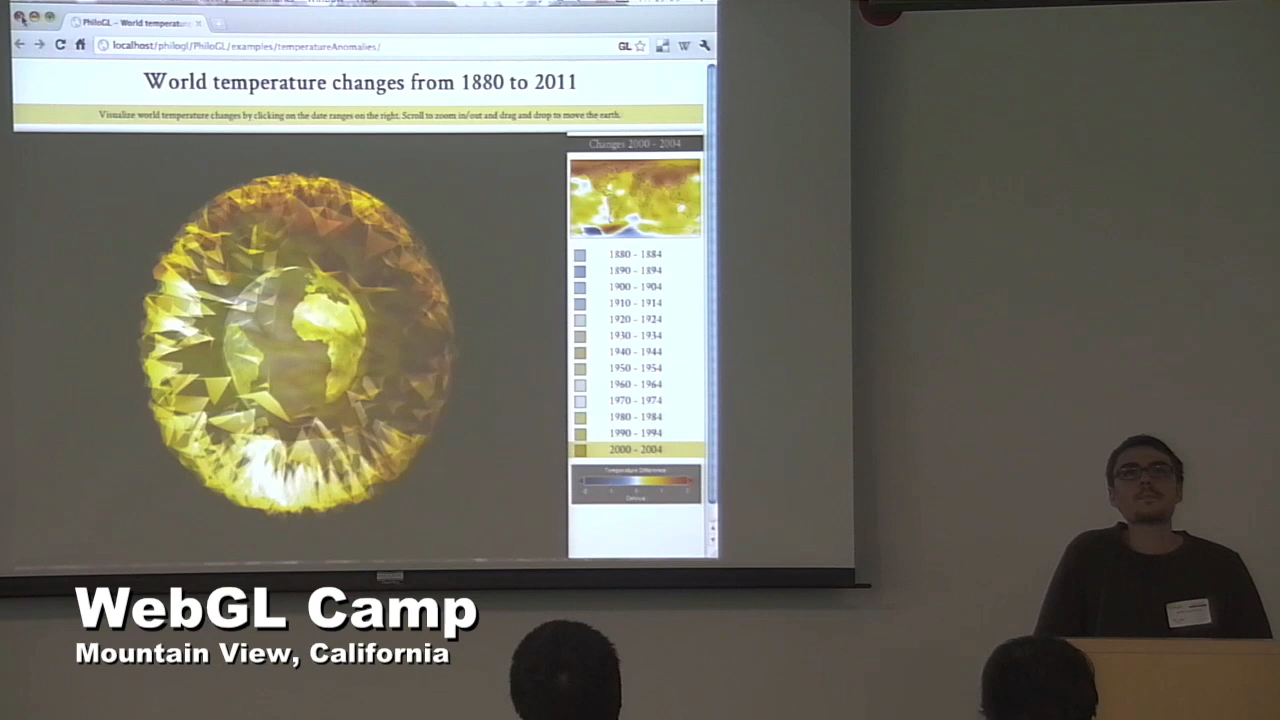 PhiloGL - World temperatu
localhost/philogl/PhiloGL/examples/temperatureAnomalies/
GL
W
World temperature changes from 1880 to 2011
Visualize world temperature changes by clicking on the date ranges on the right. Scroll to zoom in/out and drag and drop to move the earth.
Changes 2000 - 2004
1880 - 1884
1890 - 1894
1900 - 1904
1910 - 1914
1920 - 1924
1930 - 1934
1940 - 1944
1950 - 1954
1960 - 1964
1970 - 1974
1980 - 1984
1990 - 1994
2000 - 2004
Temperature Difference
Celsius
WebGL Camp
Mountain View, California